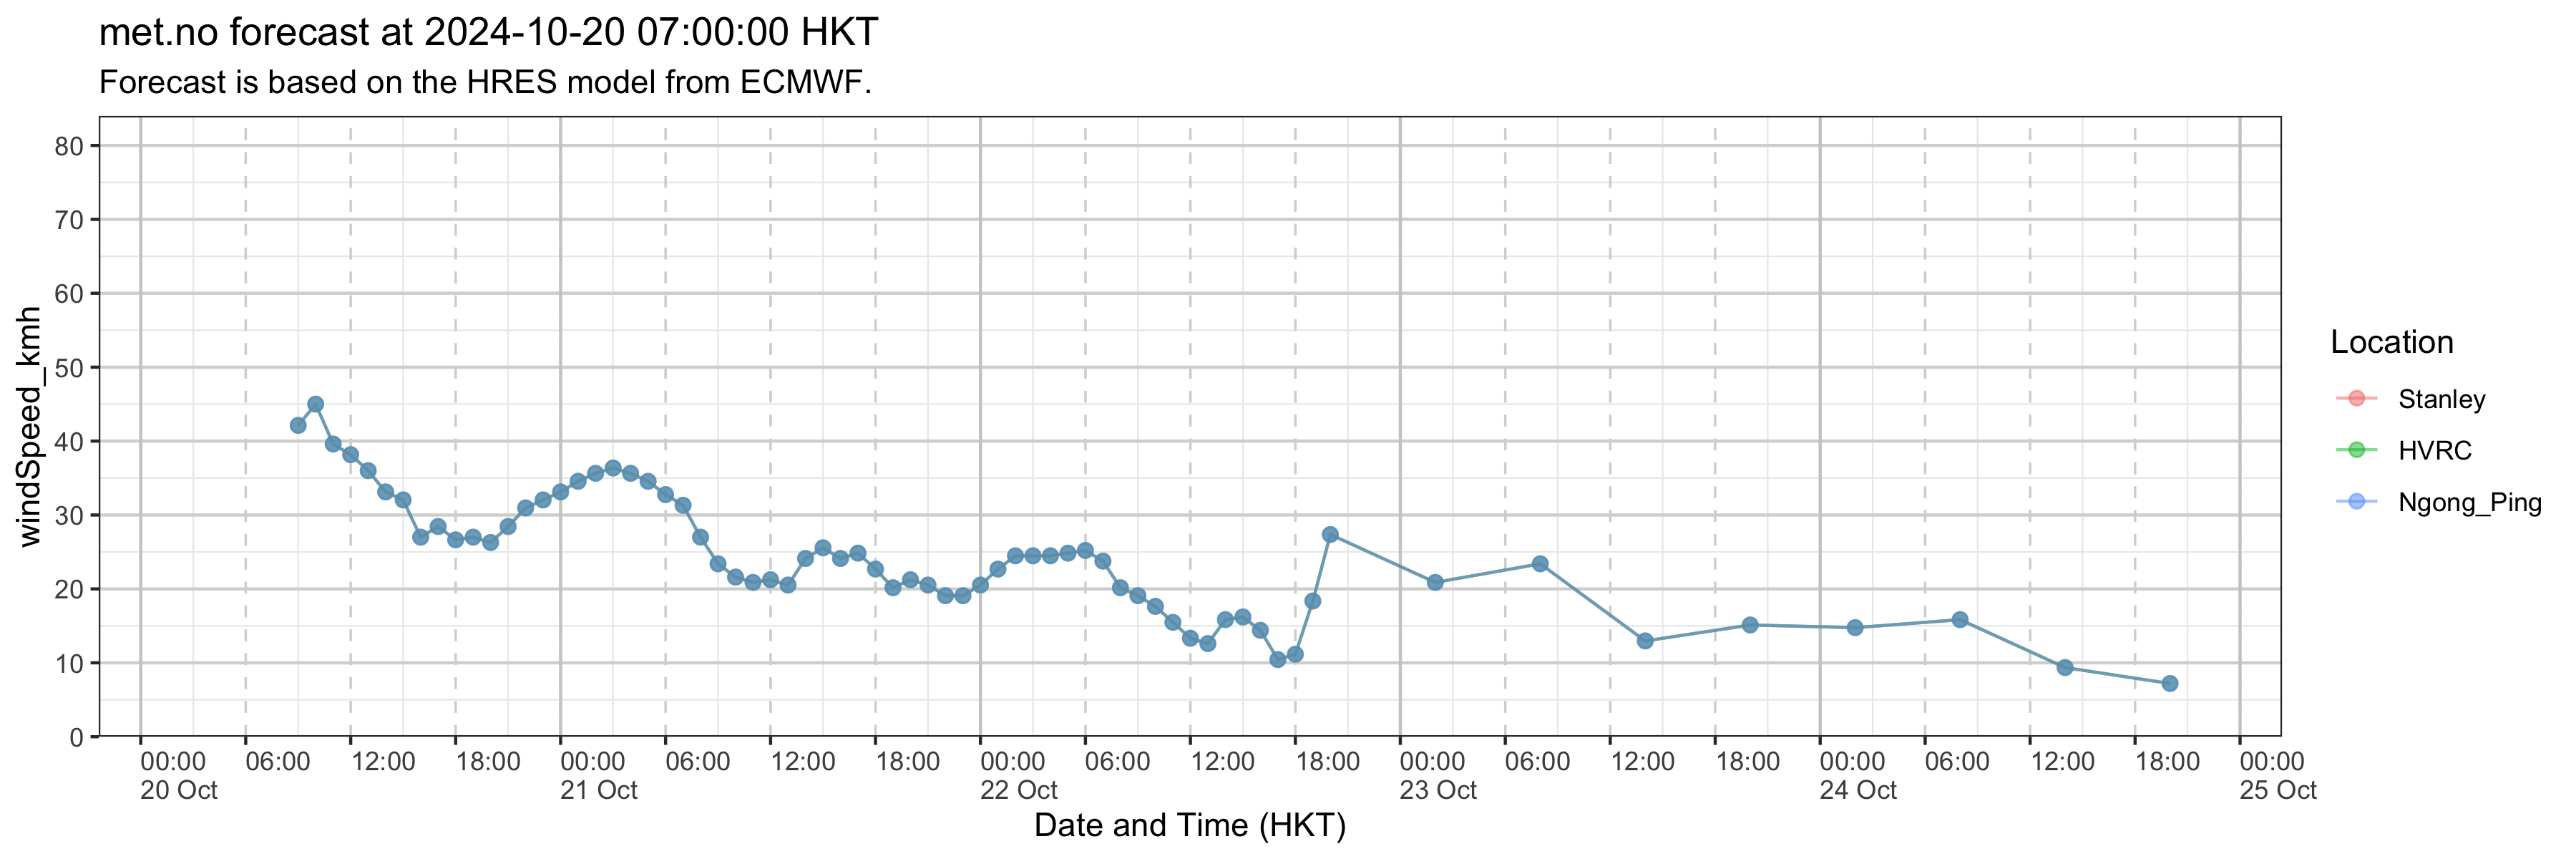 met.no forecast at 2024-10-20 07:00:00 HKT
Forecast is based on the HRES model from ECMWF.
windSpeed_kmh
80
70
60
50
40
30
20
10
0
00:00 06:00 12:00 18:00 00:00 06:00 12:00 18:00 00:00 06:00 12:00 18:00 00:00 06:00 12:00 18:00 00:00 06:00 12:00 18:00 00:00
20 Oct 21 Oct 22 Oct 23 Oct 24 Oct 25 Oct
Date and Time (HKT)
Location
Stanley
HVRC
Ngong_Ping